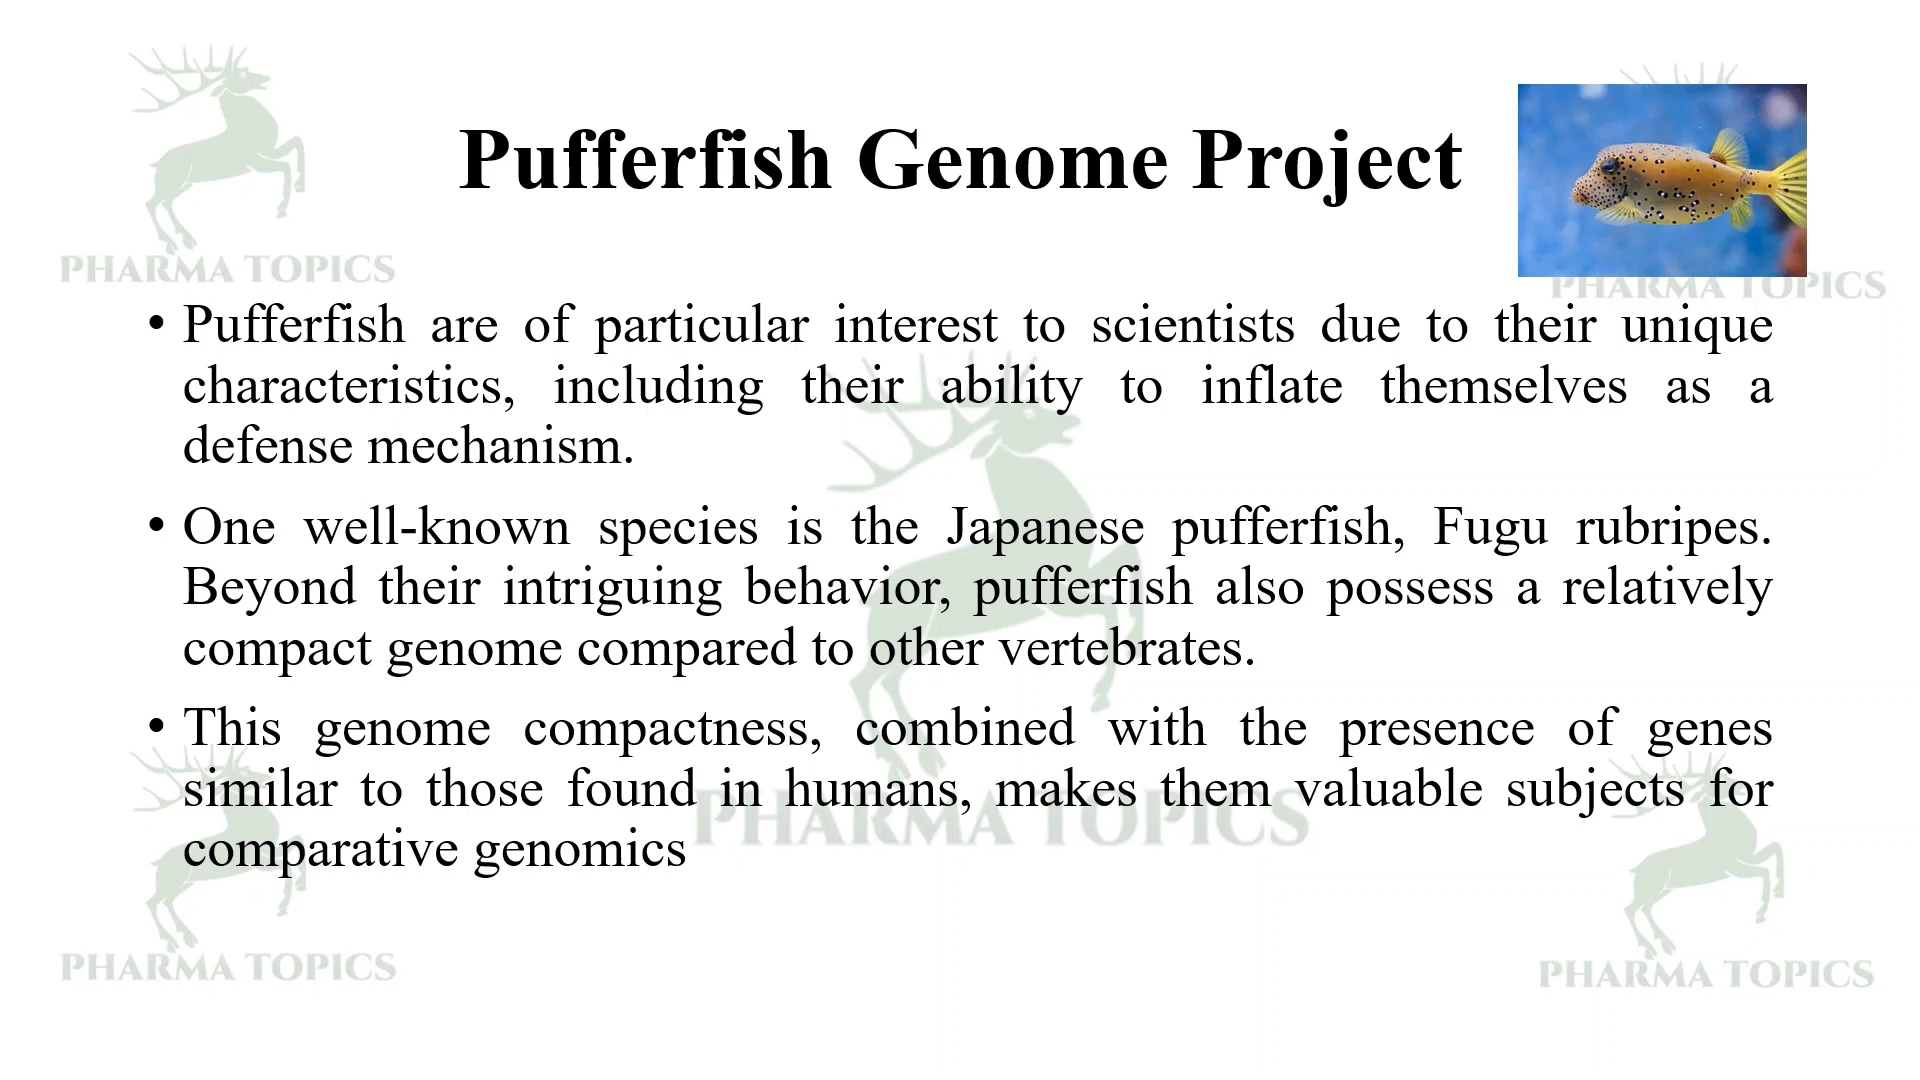 PHARMA TOPICS
Pufferfish Genome Project
PHARMA TOPICS
• Pufferfish are of particular interest to scientists due to their unique
characteristics, including their ability to inflate themselves as a
defense mechanism.
• One well-known species is the Japanese pufferfish, Fugu rubripes.
Beyond their intriguing behavior, pufferfish also possess a relatively
compact genome compared to other vertebrates.
• This genome compactness, combined with the presence of genes
similar to those found in humans, makes them valuable subjects for
comparative genomics
PHARMA TOPICS
PHARMA TOPICS
PHARMA TOPICS